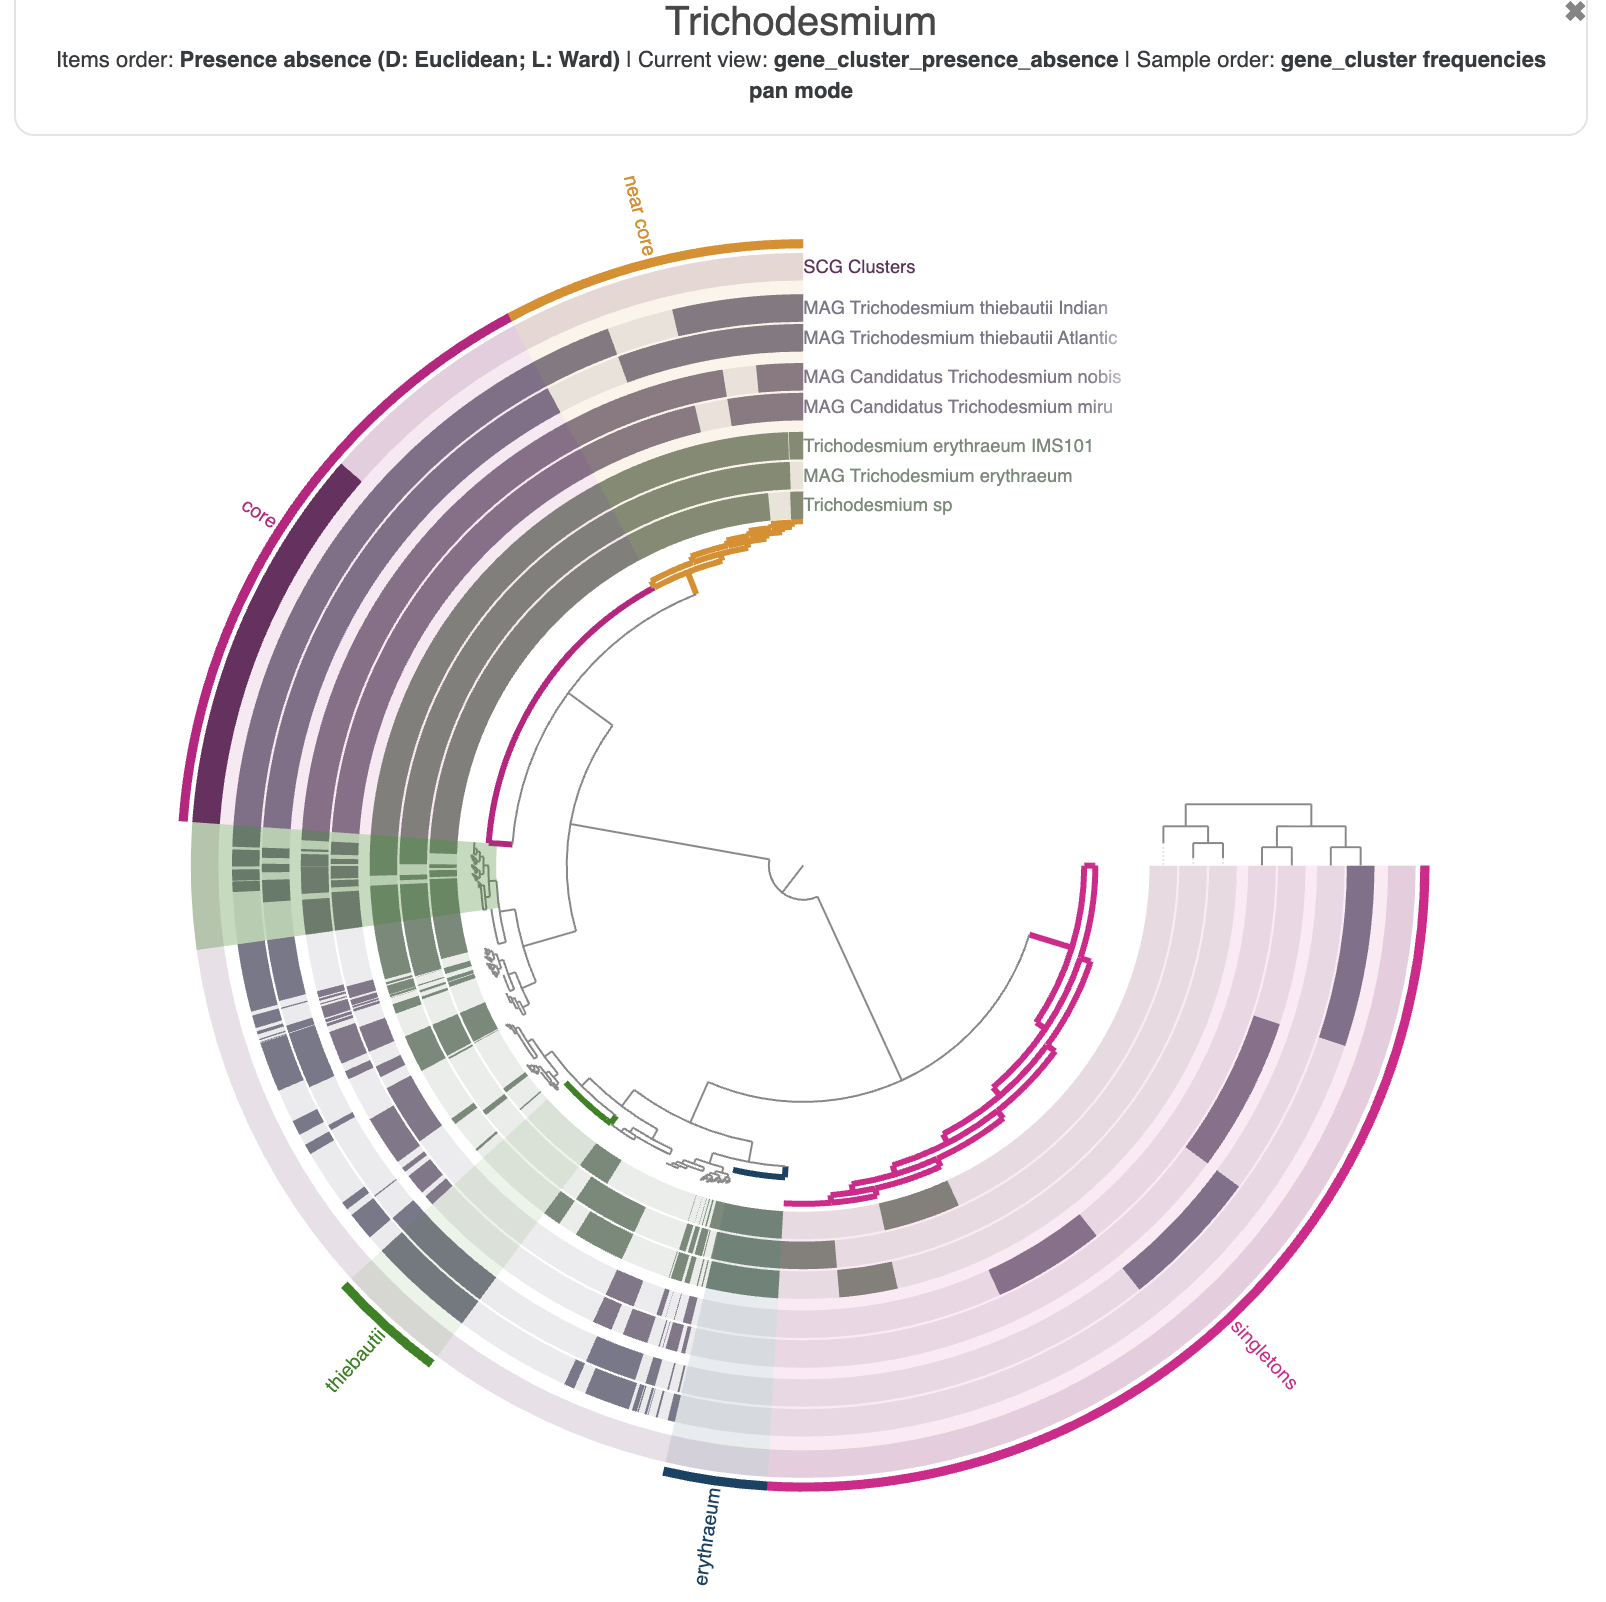 Trichodesmium
Items order: Presence absence (D: Euclidean; L: Ward) | Current view: gene_cluster_presence_absence | Sample order: gene_cluster frequencies
pan mode
near core
SCG Clusters
MAG Trichodesmium thiebautii Indian
MAG Trichodesmium thiebautii Atlantic
MAG Candidatus Trichodesmium nobis
MAG Candidatus Trichodesmium miru
Trichodesmium erythraeum IMS101
MAG Trichodesmium erythraeum
Trichodesmium sp
core
thiebautii
singletons
erythraeum